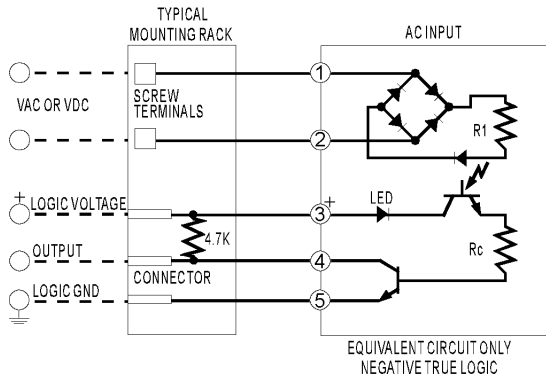 TYPICAL
MOUNTING RACK
AC INPUT
1
VAC OR VDC
SCREW
TERMINALS
R1
2
+
LOGIC VOLTAGE
3
+
LED
4.7K
OUTPUT
4
Rc
CONNECTOR
LOGIC GND
5
EQUIVALENT CIRCUIT ONLY
NEGATIVE TRUE LOGIC